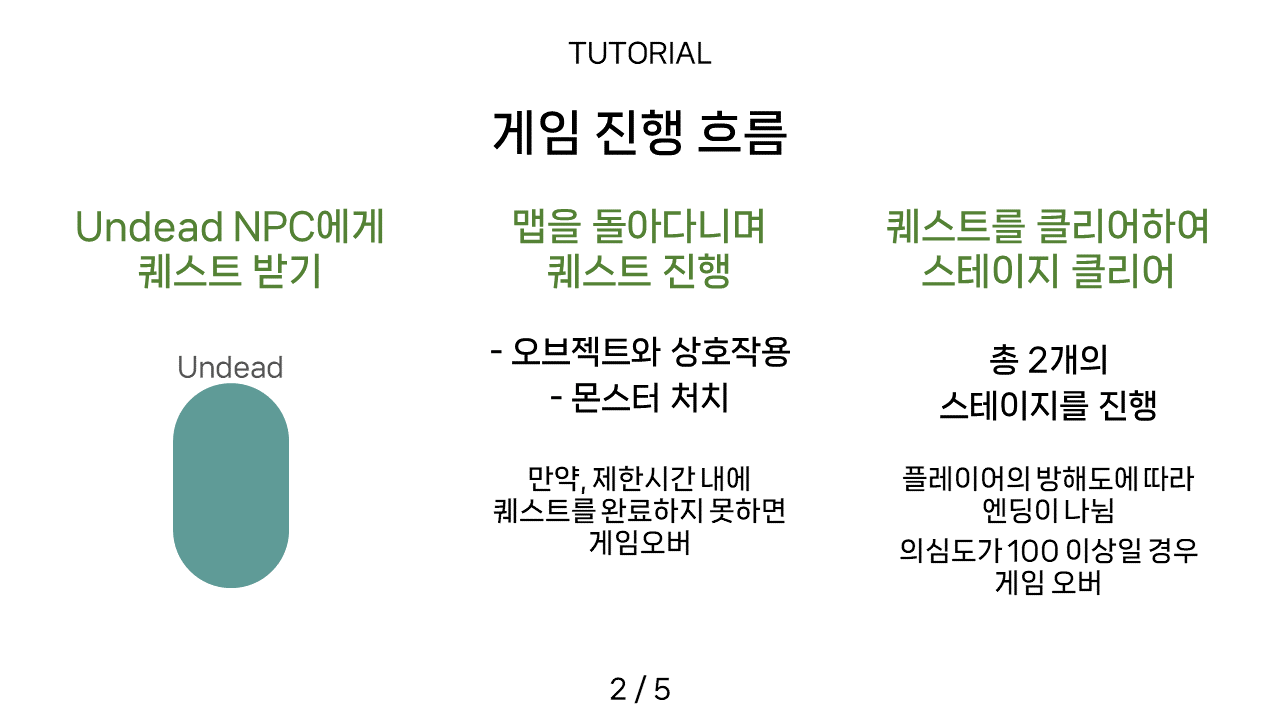 TUTORIAL
게임 진행 흐름
Undead NPC에게
퀘스트 받기
Undead
맵을 돌아다니며
퀘스트 진행
- 오브젝트와 상호작용
- 몬스터 처치
만약, 제한시간 내에
퀘스트를 완료하지 못하면
게임오버
퀘스트를 클리어하여
스테이지 클리어
총 2개의
스테이지를 진행
플레이어의 방해도에 따라
엔딩이 나뉨
의심도가 100 이상일 경우
게임 오버
2 / 5